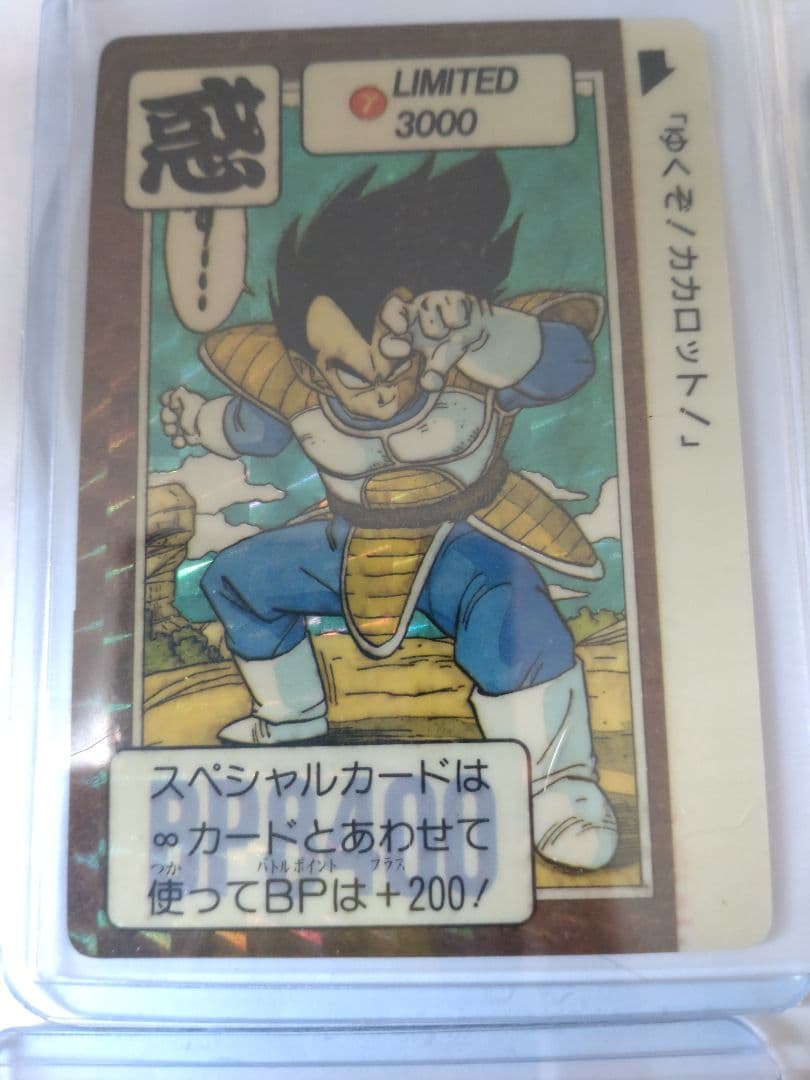 惑
γ LIMITED
3000
「ゆくぞ!カカロット!」
す‥‥
BP8400
スペシャルカードは
∞カードとあわせて
つか バトルポイント プラス
使ってBPは+200!